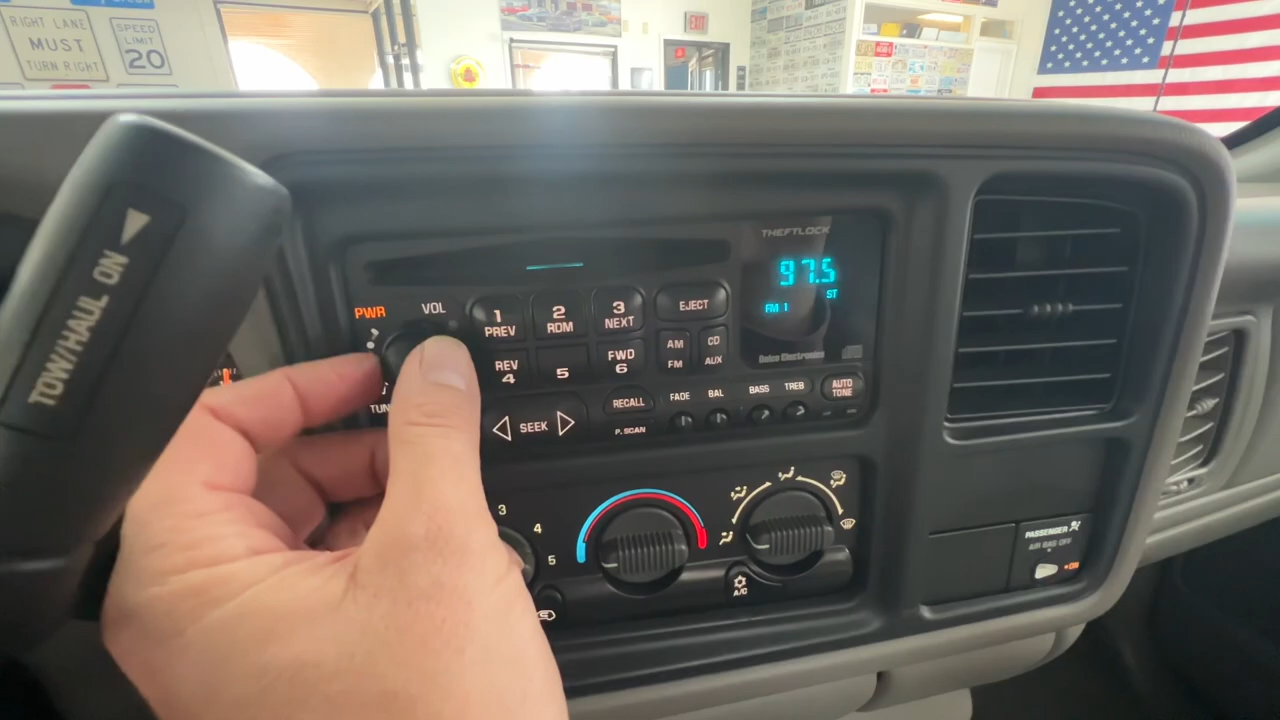 RIGHT LANE
MUST
TURN RIGHT
SPEED
LIMIT
20
EXIT
TOW/HAUL ON
THEFTLOCK
97.5
ST
FM 1
Delco Electronics
PWR
VOL
TUN
1
PREV
2
RDM
3
NEXT
EJECT
REV
4
5
FWD
6
AM
FM
CD
AUX
SEEK
RECALL
P.SCAN
FADE
BAL
BASS
TREB
AUTO
TONE
3
4
5
A/C
PASSENGER
AIR BAG OFF
ON